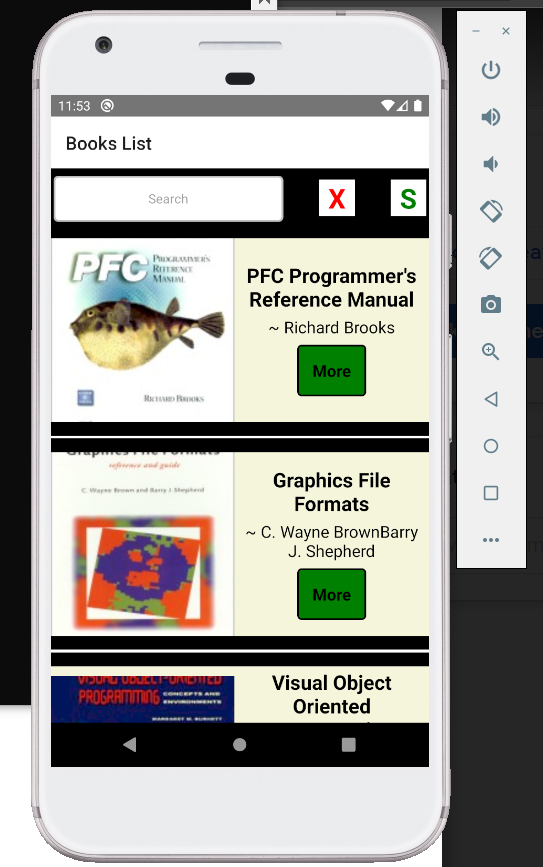 11:53
Books List
Search
X
S
PFC PROGRAMMER'S
REFERENCE
MANUAL
RICHARD BROOKS
PFC Programmer's
Reference Manual
~ Richard Brooks
More
Graphics File Formats
reference and guide
C. Wayne Brown and Barry J. Shepherd
Graphics File
Formats
~ C. Wayne BrownBarry
J. Shepherd
More
VISUAL OBJECT-ORIENTED
PROGRAMMING CONCEPTS AND
ENVIRONMENTS
MARGARET M. BURNETT
Visual Object
Oriented